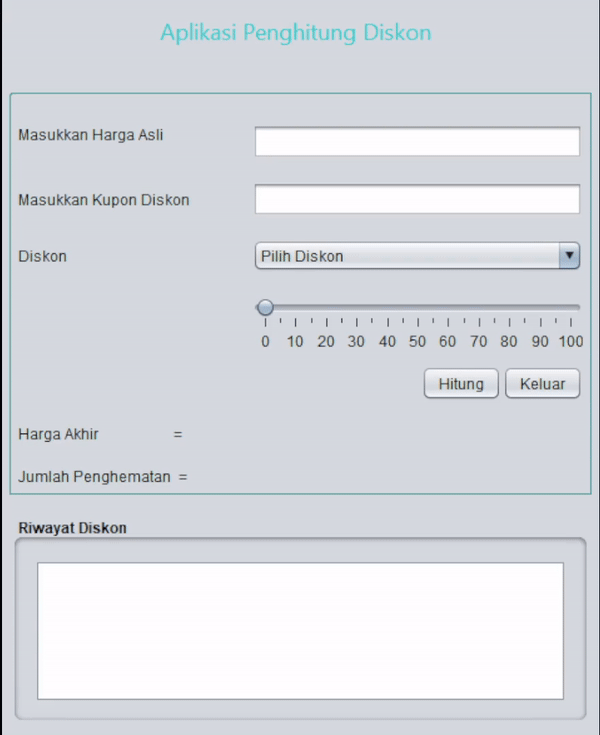 Aplikasi Penghitung Diskon
Masukkan Harga Asli
Masukkan Kupon Diskon
Diskon
Pilih Diskon
0 10 20 30 40 50 60 70 80 90 100
Hitung Keluar
Harga Akhir =
Jumlah Penghematan =
Riwayat Diskon